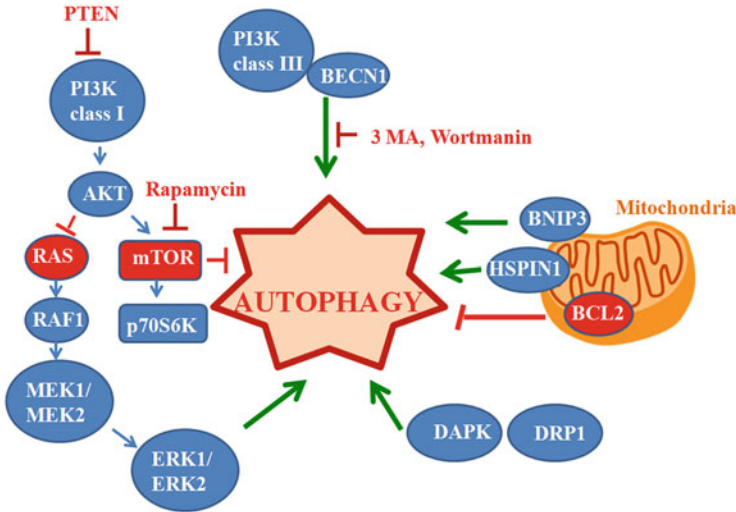 PTEN
PI3K
class I
AKT
Rapamycin
RAS
mTOR
RAF1
p70S6K
MEK1/
MEK2
ERK1/
ERK2
PI3K
class III
BECN1
3 MA, Wortmanin
AUTOPHAGY
BNIP3
Mitochondria
HSPIN1
BCL2
DAPK
DRP1